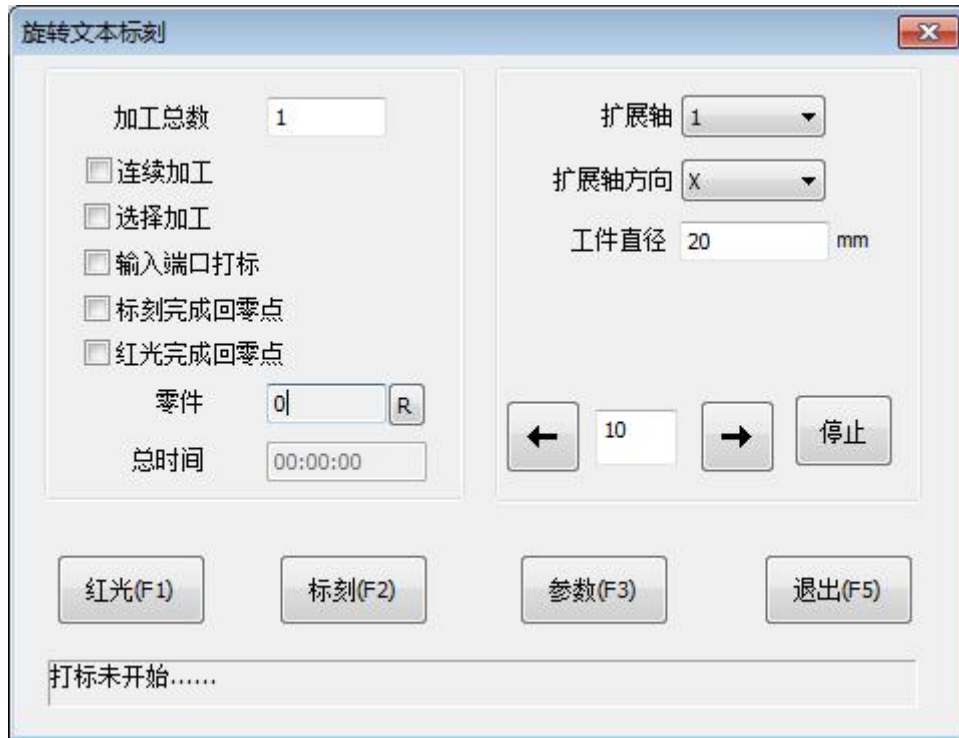 旋转文本标刻
加工总数 1
连续加工
选择加工
输入端口打标
标刻完成回零点
红光完成回零点
零件 0 R
总时间 00:00:00
扩展轴 1
扩展轴方向 X
工件直径 20 mm
10 停止
红光(F1) 标刻(F2) 参数(F3) 退出(F5)
打标未开始......